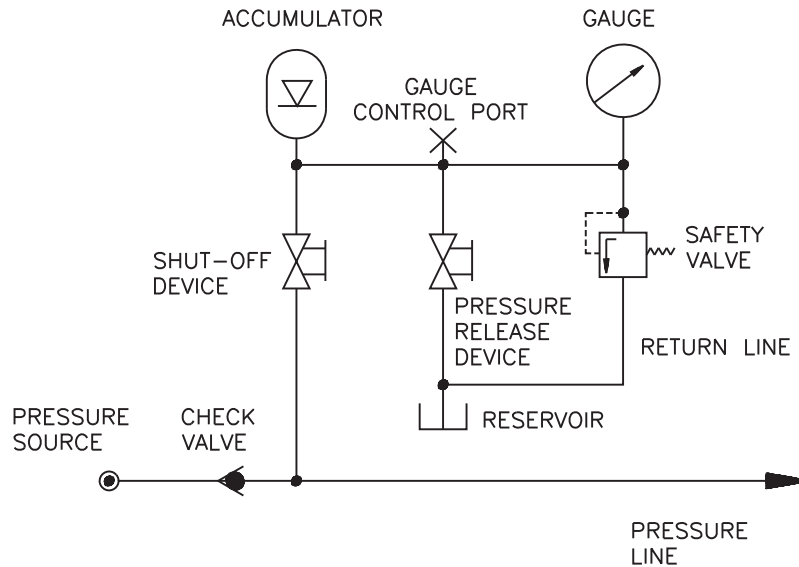 ACCUMULATOR
GAUGE
GAUGE
CONTROL PORT
SHUT-OFF
DEVICE
SAFETY
VALVE
PRESSURE
RELEASE
DEVICE
RETURN LINE
RESERVOIR
PRESSURE
SOURCE
CHECK
VALVE
PRESSURE
LINE